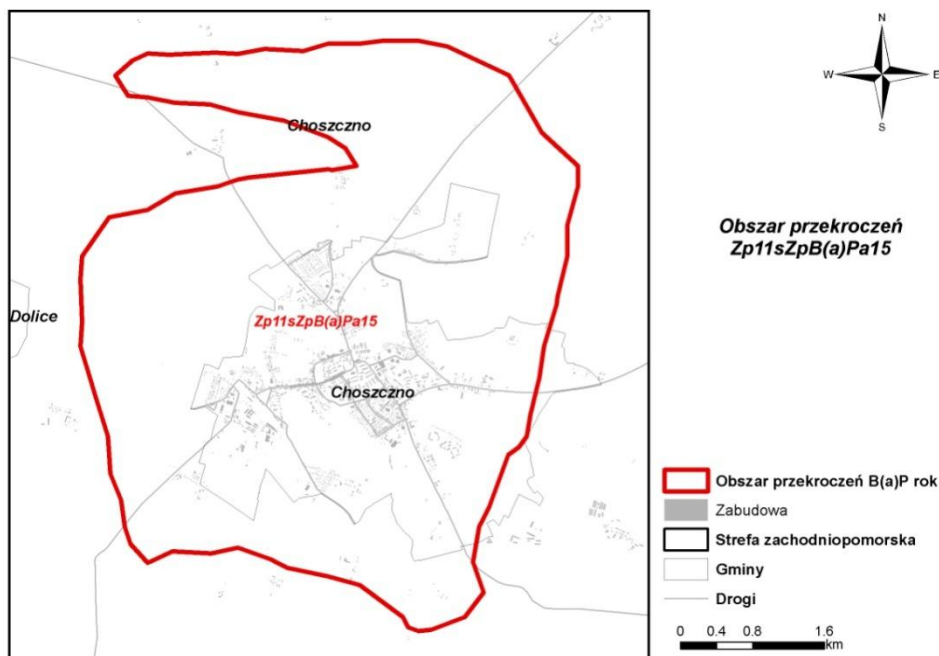 Choszczno
Dolice
Zp11sZpB(a)Pa15
Choszczno
N
W
E
S
Obszar przekroczeń
Zp11sZpB(a)Pa15
Obszar przekroczeń B(a)P rok
Zabudowa
Strefa zachodniopomorska
Gminy
Drogi
0 0.4 0.8 1.6
km